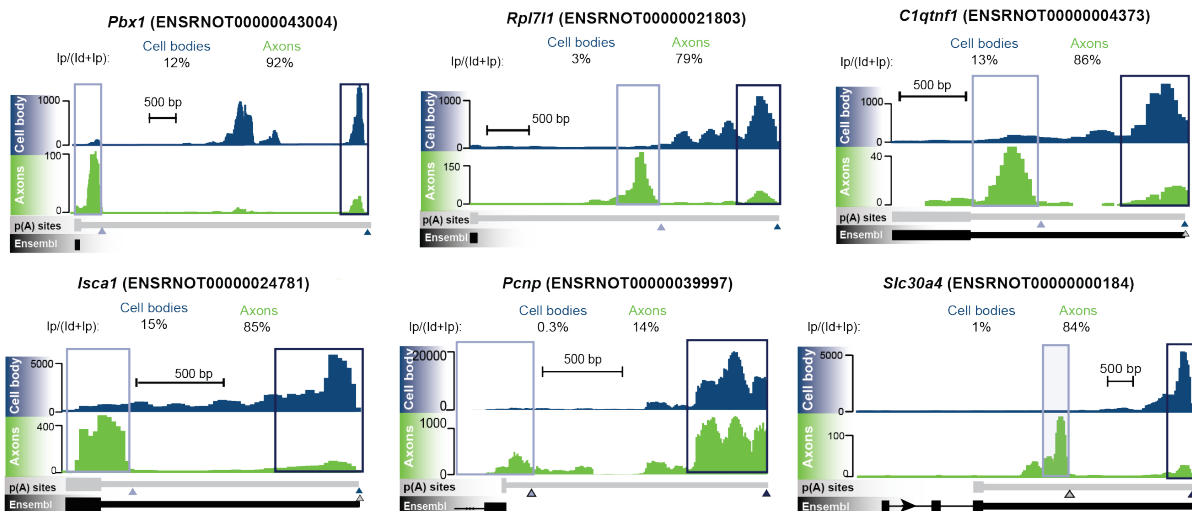 Pbx1 (ENSRNOT00000043004)
Cell bodies Axons
Ip/(Id+Ip): 12% 92%
500 bp
Cell body
1000
0
Axons
100
0
p(A) sites
Ensembl
Rpl7l1 (ENSRNOT00000021803)
Cell bodies Axons
Ip/(Id+Ip): 3% 79%
500 bp
Cell body
1000
0
Axons
150
0
p(A) sites
Ensembl
C1qtnf1 (ENSRNOT00000004373)
Cell bodies Axons
Ip/(Id+Ip): 13% 86%
500 bp
Cell body
1000
0
Axons
40
0
p(A) sites
Ensembl
Isca1 (ENSRNOT00000024781)
Cell bodies Axons
Ip/(Id+Ip): 15% 85%
500 bp
Cell body
5000
0
Axons
400
0
p(A) sites
Ensembl
Pcnp (ENSRNOT00000039997)
Cell bodies Axons
Ip/(Id+Ip): 0.3% 14%
500 bp
Cell body
20000
0
Axons
1000
0
p(A) sites
Ensembl
Slc30a4 (ENSRNOT00000000184)
Cell bodies Axons
Ip/(Id+Ip): 1% 84%
500 bp
Cell body
5000
0
Axons
100
0
p(A) sites
Ensembl